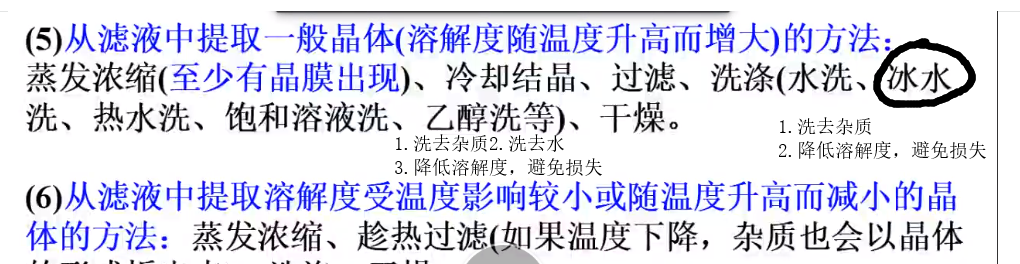 (5)从滤液中提取一般晶体(溶解度随温度升高而增大)的方法：
蒸发浓缩(至少有晶膜出现)、冷却结晶、过滤、洗涤(水洗、冰水
洗、热水洗、饱和溶液洗、乙醇洗等)、干燥。
1.洗去杂质2.洗去水
3.降低溶解度，避免损失
1.洗去杂质
2.降低溶解度，避免损失
(6)从滤液中提取溶解度受温度影响较小或随温度升高而减小的晶
体的方法：蒸发浓缩、趁热过滤(如果温度下降，杂质也会以晶体